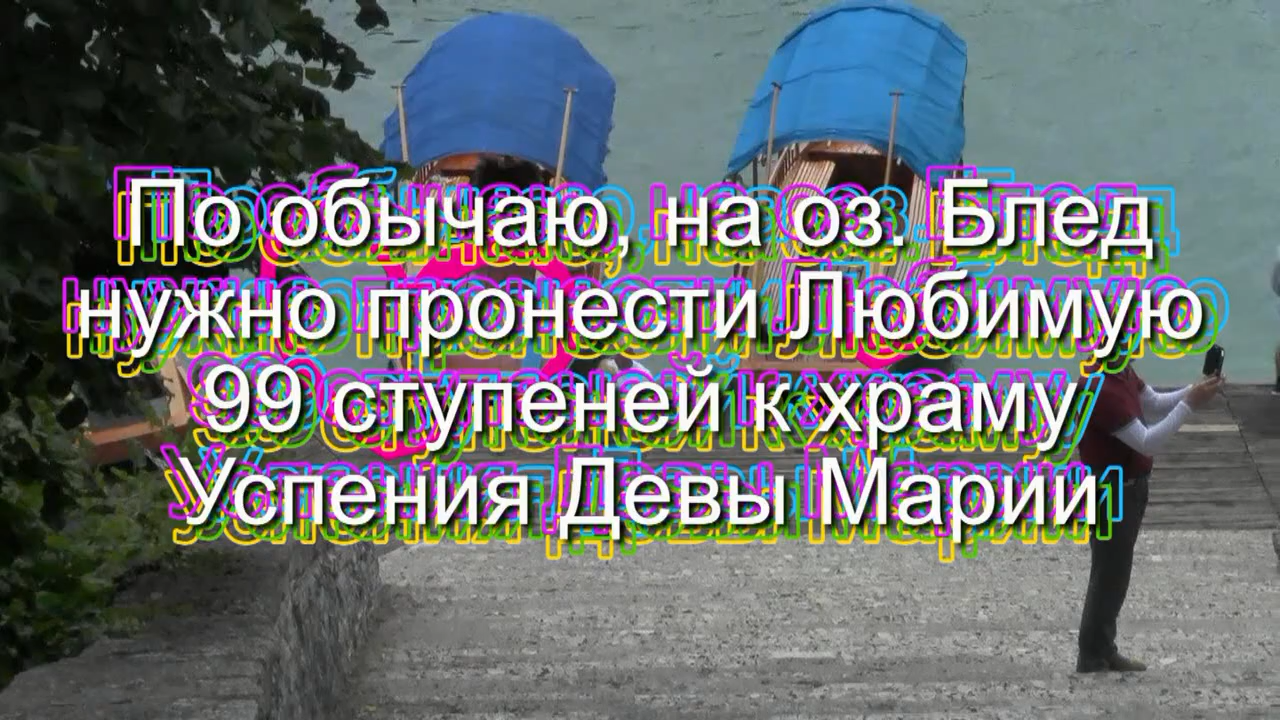 По обычаю, на оз. Блед
нужно пронести Любимую
99 ступеней к храму
Успения Девы Марии